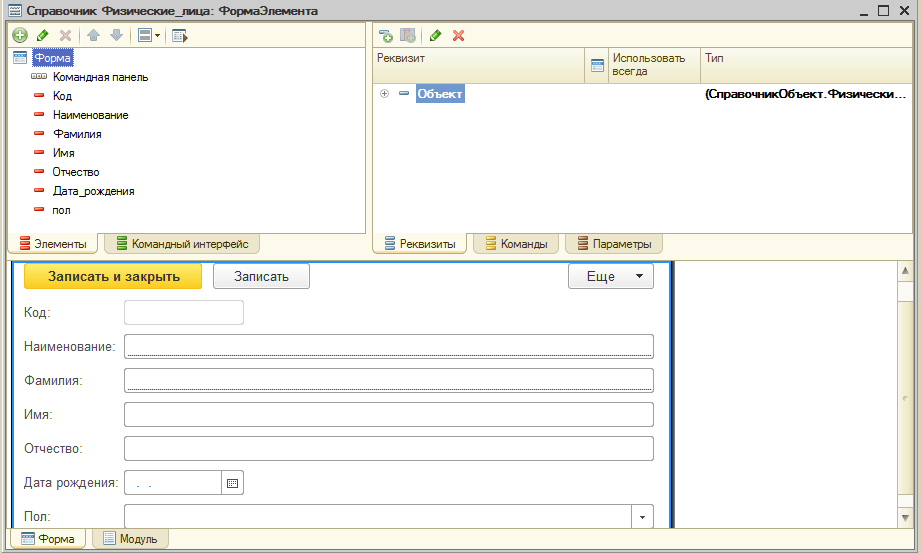 Справочник Физические_лица: ФормаЭлемента
Форма
Командная панель
Код
Наименование
Фамилия
Имя
Отчество
Дата_рождения
пол
Элементы
Командный интерфейс
Реквизит
Использовать всегда
Тип
Объект
(СправочникОбъект.Физически...
Реквизиты
Команды
Параметры
Записать и закрыть
Записать
Еще
Код:
Наименование:
Фамилия:
Имя:
Отчество:
Дата рождения:
. .
Пол:
Форма
Модуль